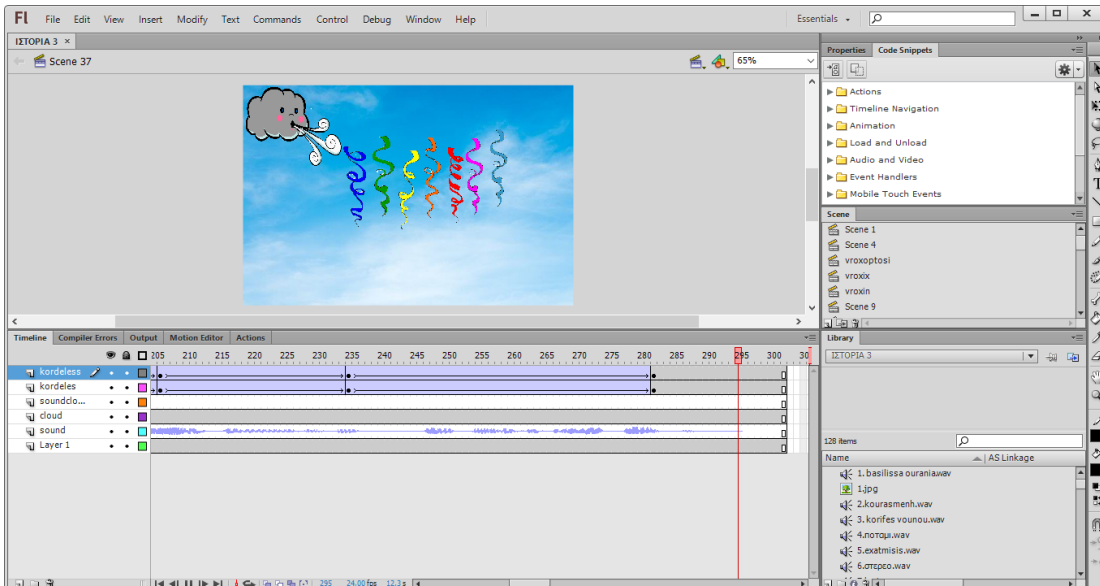 Fl File Edit View Insert Modify Text Commands Control Debug Window Help Essentials
ΙΣΤΟΡΙΑ 3 ×
Scene 37 65%
Properties Code Snippets
Actions
Timeline Navigation
Animation
Load and Unload
Audio and Video
Event Handlers
Mobile Touch Events
Scene
Scene 1
Scene 4
vroxoptosi
vroxix
vroxin
Scene 9
Timeline Compiler Errors Output Motion Editor Actions
205 210 215 220 225 230 235 240 245 250 255 260 265 270 275 280 285 290 295 300 30
kordeless
kordeles
soundclo...
cloud
sound
Layer 1
295 24.00 fps 12.3 s
Library
ΙΣΤΟΡΙΑ 3
128 items
Name AS Linkage
1. basilissa ourania.wav
1.jpg
2.kourasmenh.wav
3. korifes vounou.wav
4.ποταμι.wav
5.exatmisis.wav
6.στερεο.wav